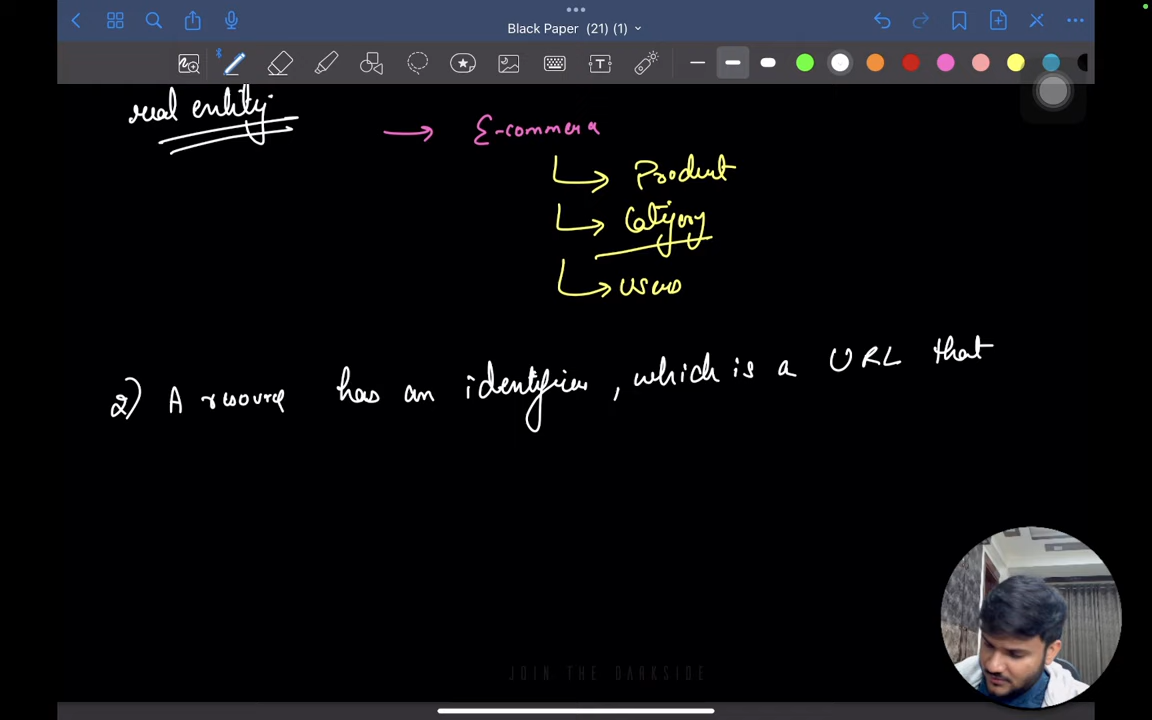 Black Paper (21) (1)
real entity
→ E-commerce
Product
Category
users
2) A resource has an identifier, which is a URL that
JOIN THE DARKSIDE